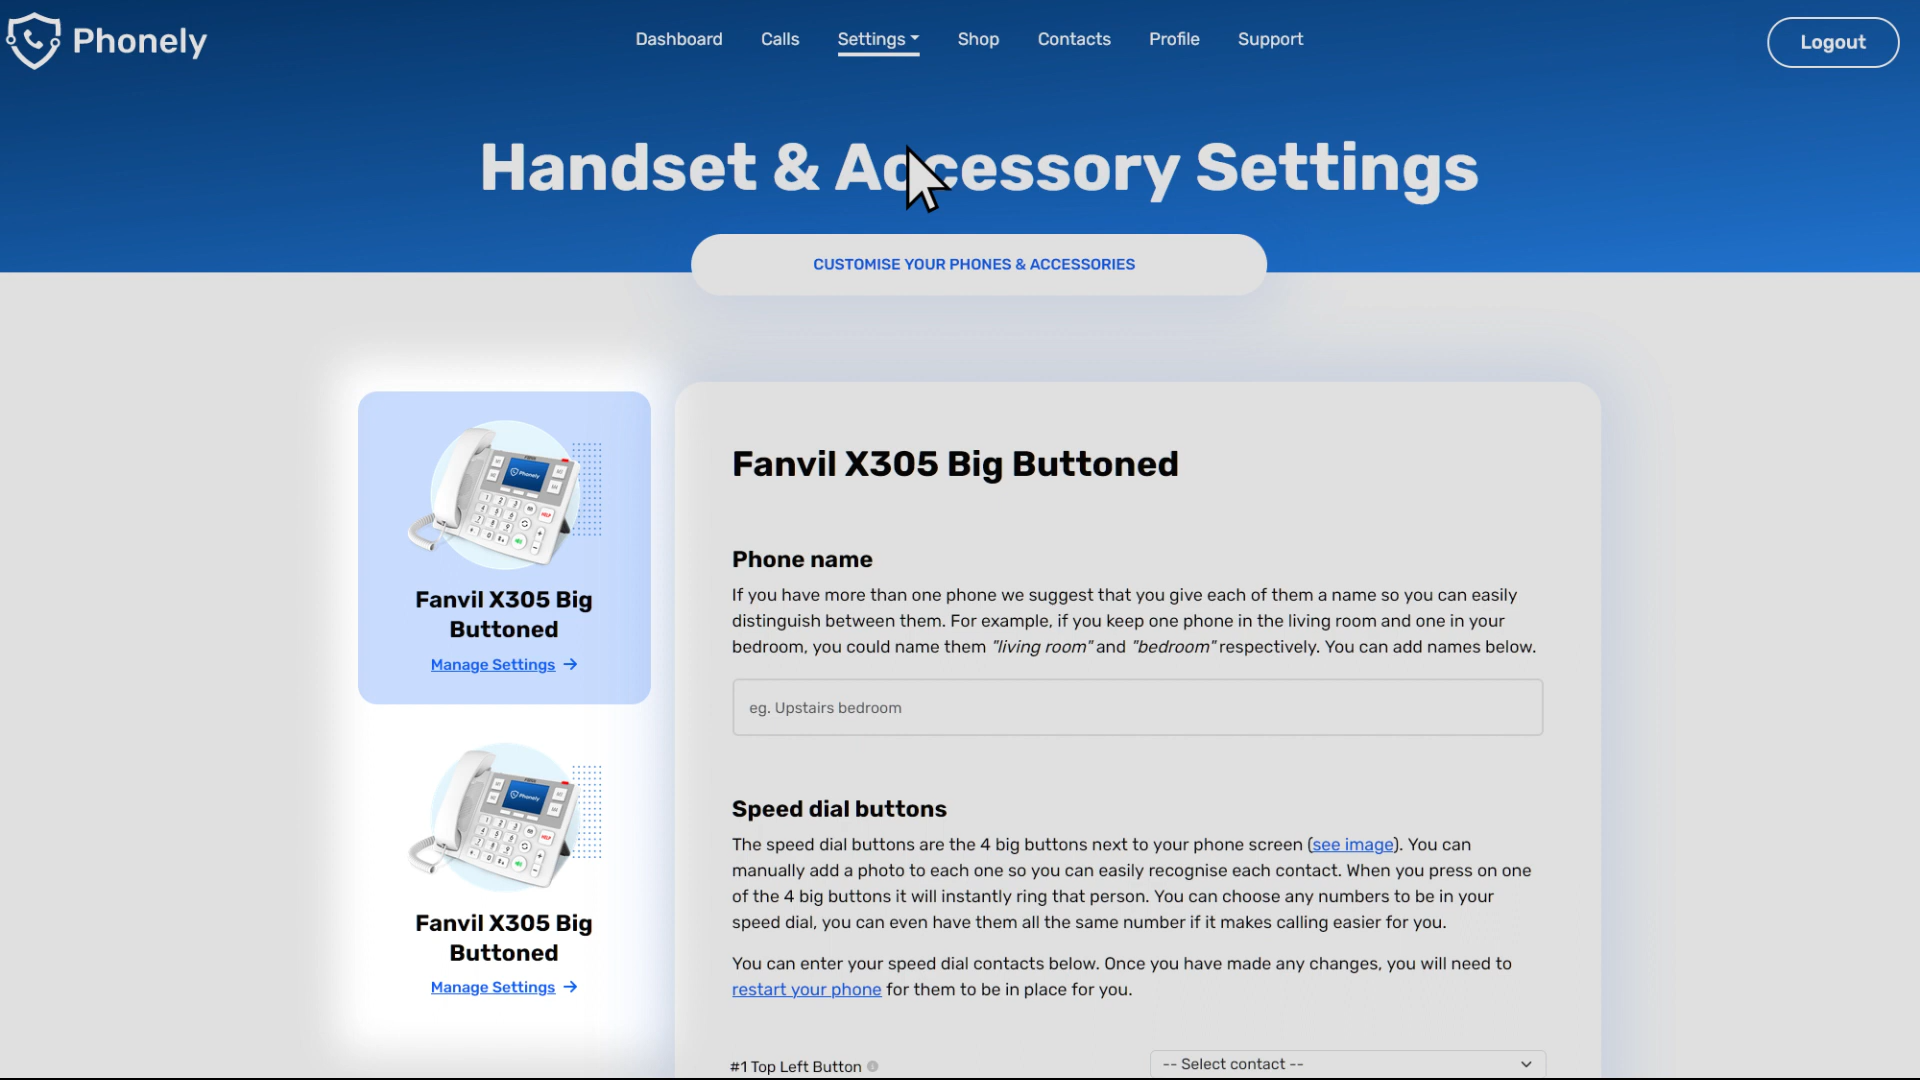 Phonely
Dashboard
Calls
Settings
Shop
Contacts
Profile
Support
Logout
Handset & Accessory Settings
CUSTOMISE YOUR PHONES & ACCESSORIES
Fanvil X305 Big
Buttoned
Manage Settings →
Fanvil X305 Big
Buttoned
Manage Settings →
Fanvil X305 Big Buttoned
Phone name
If you have more than one phone we suggest that you give each of them a name so you can easily
distinguish between them. For example, if you keep one phone in the living room and one in your
bedroom, you could name them "living room" and "bedroom" respectively. You can add names below.
eg. Upstairs bedroom
Speed dial buttons
The speed dial buttons are the 4 big buttons next to your phone screen (see image). You can
manually add a photo to each one so you can easily recognise each contact. When you press on one
of the 4 big buttons it will instantly ring that person. You can choose any numbers to be in your
speed dial, you can even have them all the same number if it makes calling easier for you.
You can enter your speed dial contacts below. Once you have made any changes, you will need to
restart your phone for them to be in place for you.
#1 Top Left Button
-- Select contact --